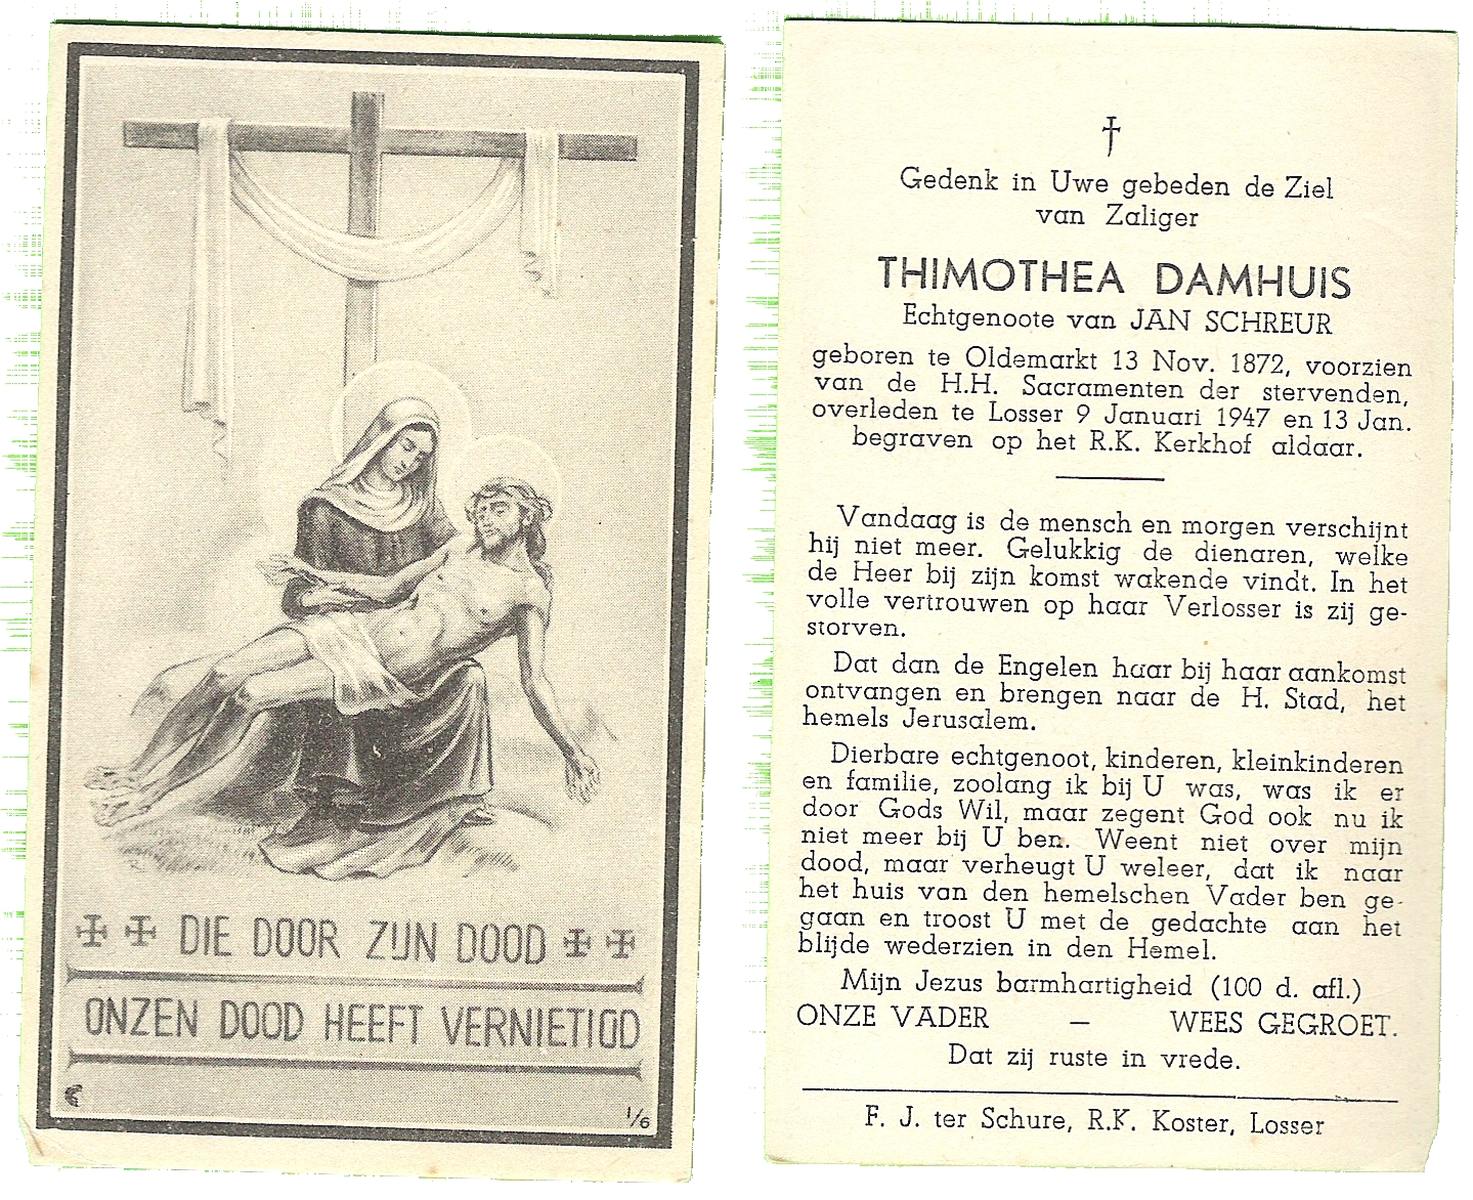 DIE DOOR ZIJN DOOD
ONZEN DOOD HEEFT VERNIETIGD
1/6
Gedenk in Uwe gebeden de Ziel
van Zaliger
THIMOTHEA DAMHUIS
Echtgenoote van JAN SCHREUR
geboren te Oldemarkt 13 Nov. 1872, voorzien
van de H.H. Sacramenten der stervenden,
overleden te Losser 9 Januari 1947 en 13 Jan.
begraven op het R.K. Kerkhof aldaar.
Vandaag is de mensch en morgen verschijnt
hij niet meer. Gelukkig de dienaren, welke
de Heer bij zijn komst wakende vindt. In het
volle vertrouwen op haar Verlosser is zij ge-
storven.
Dat dan de Engelen haar bij haar aankomst
ontvangen en brengen naar de H. Stad, het
hemels Jerusalem.
Dierbare echtgenoot, kinderen, kleinkinderen
en familie, zoolang ik bij U was, was ik er
door Gods Wil, maar zegent God ook nu ik
niet meer bij U ben. Weent niet over mijn
dood, maar verheugt U weleer, dat ik naar
het huis van den hemelschen Vader ben ge-
gaan en troost U met de gedachte aan het
blijde wederzien in den Hemel.
Mijn Jezus barmhartigheid (100 d. afl.)
ONZE VADER — WEES GEGROET.
Dat zij ruste in vrede.
F. J. ter Schure, R.K. Koster, Losser